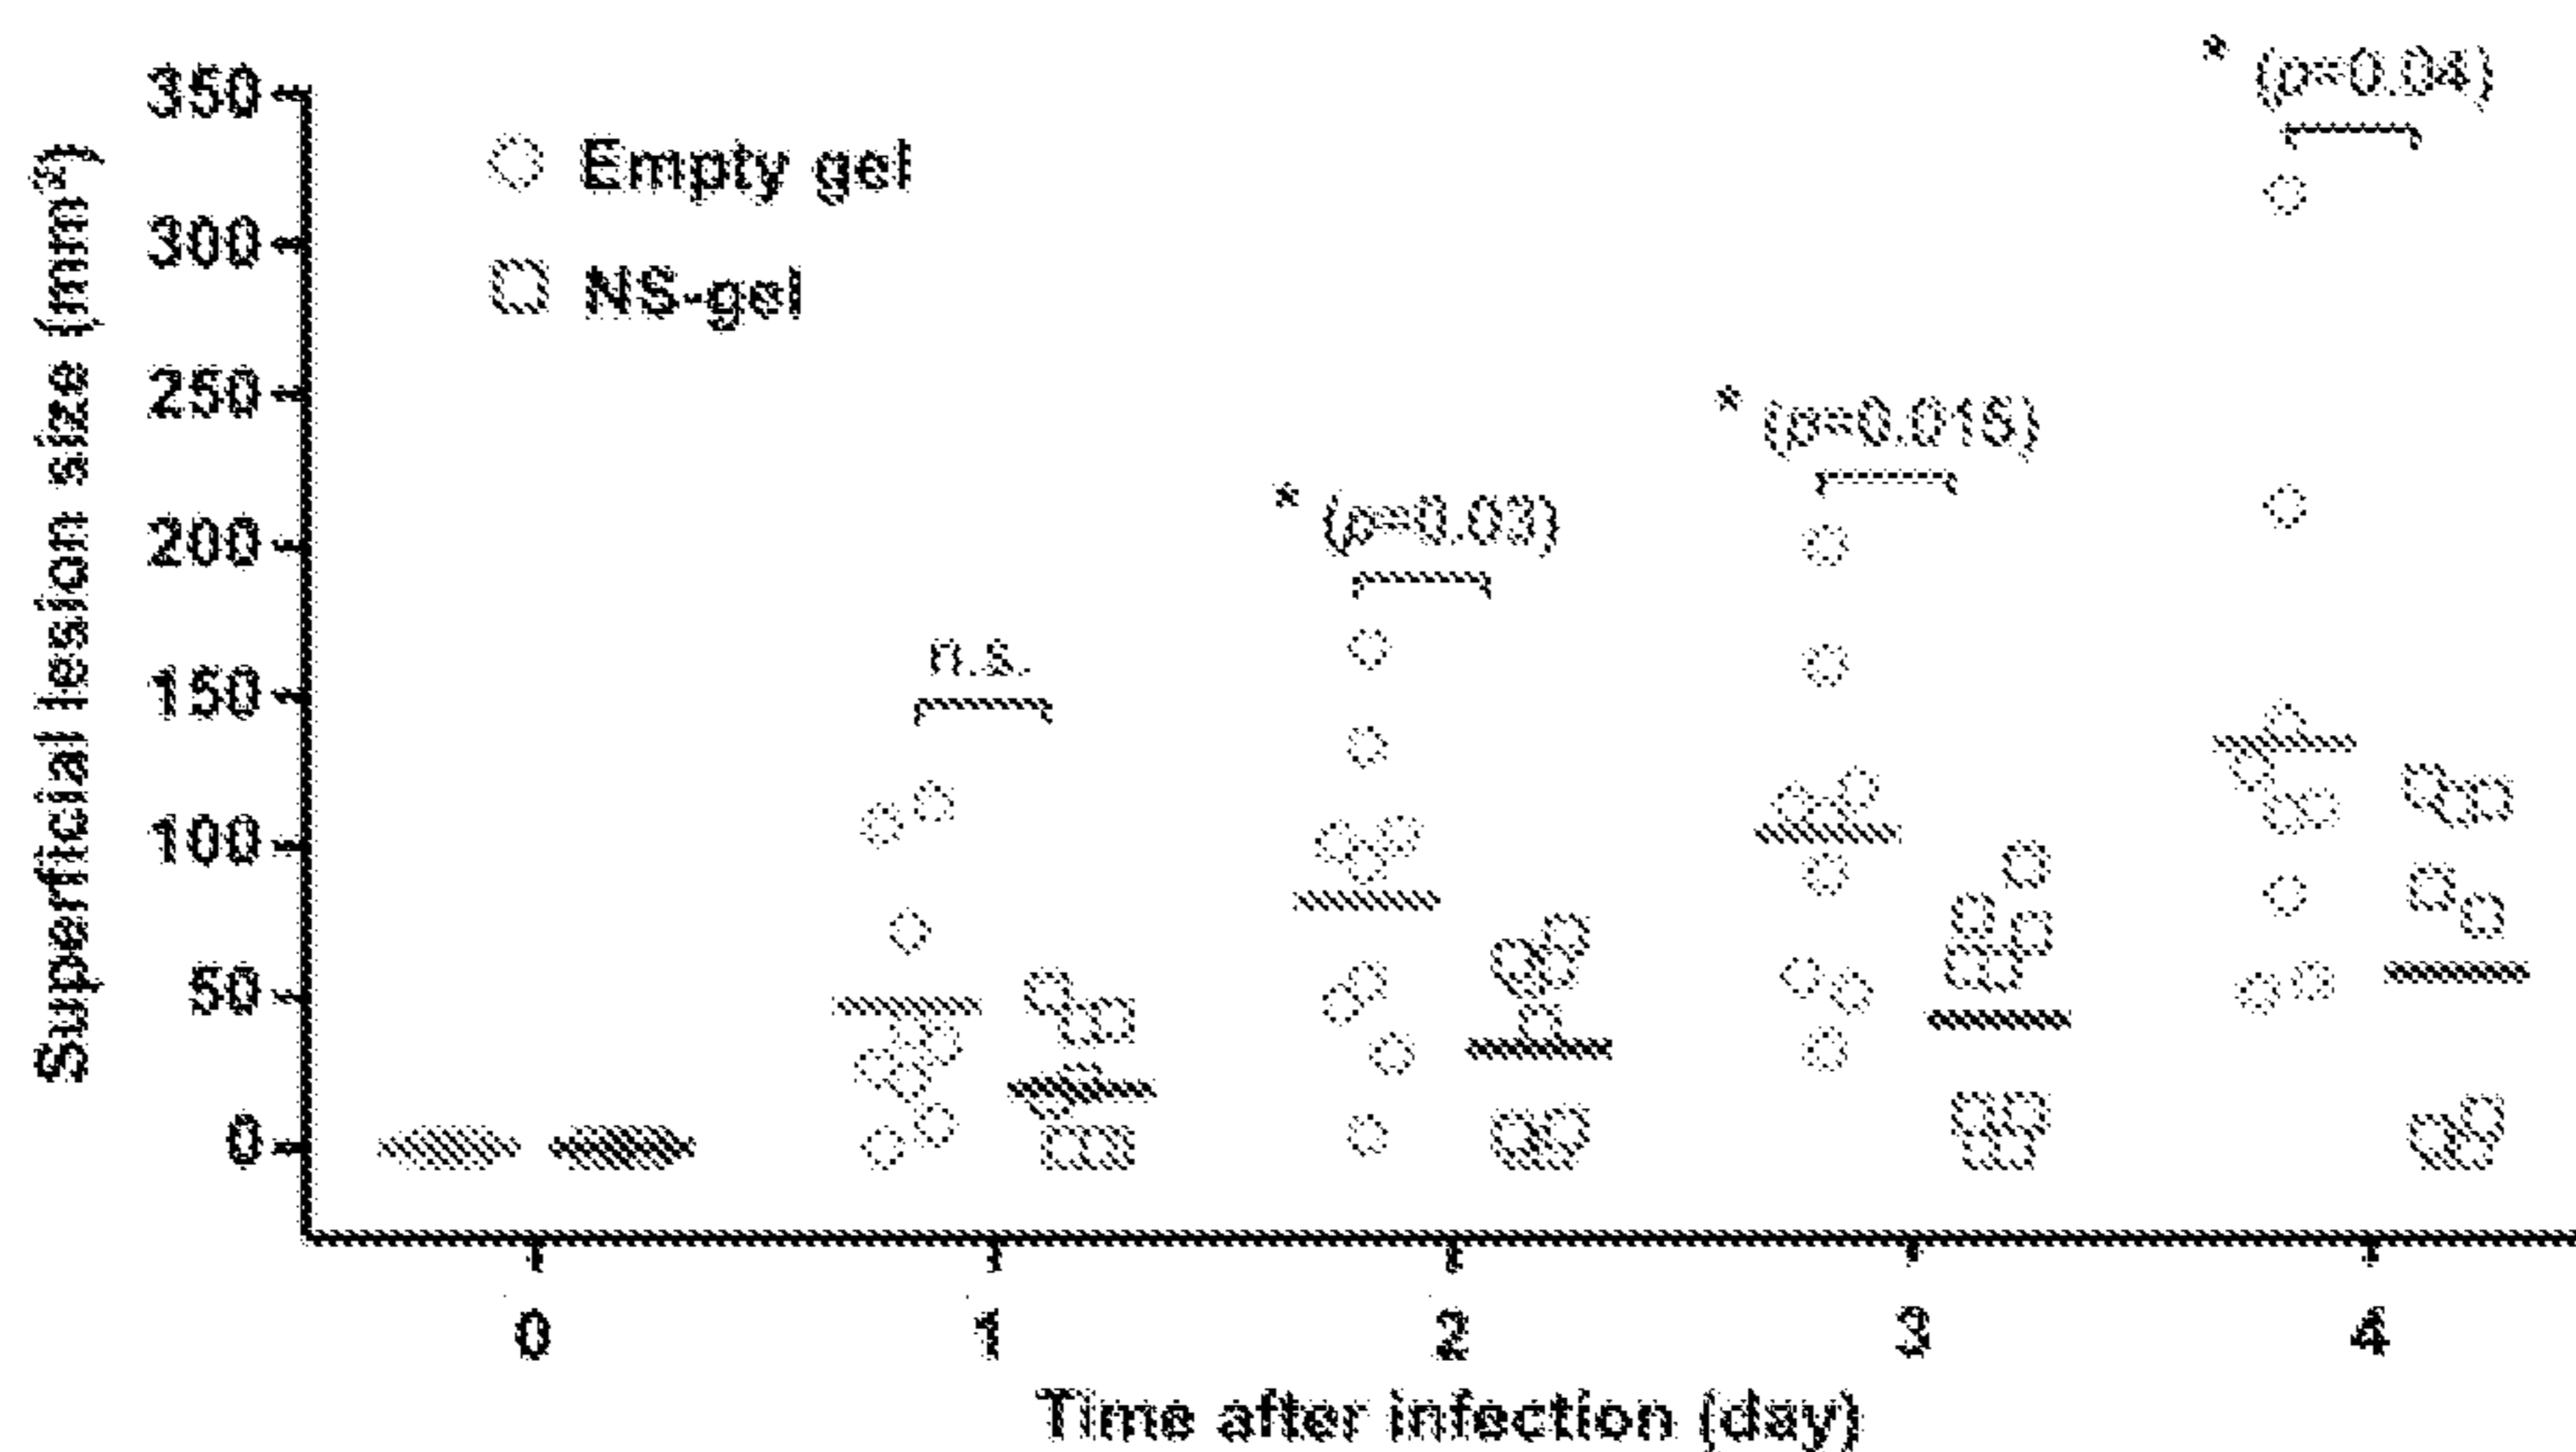 Superficial lesion size (mm²)
350
300
250
200
150
100
50
0
Empty gel
NS-gel
n.s.
* (p=0.03)
* (p=0.015)
* (p=0.04)
0
1
2
3
4
Time after infection (day)